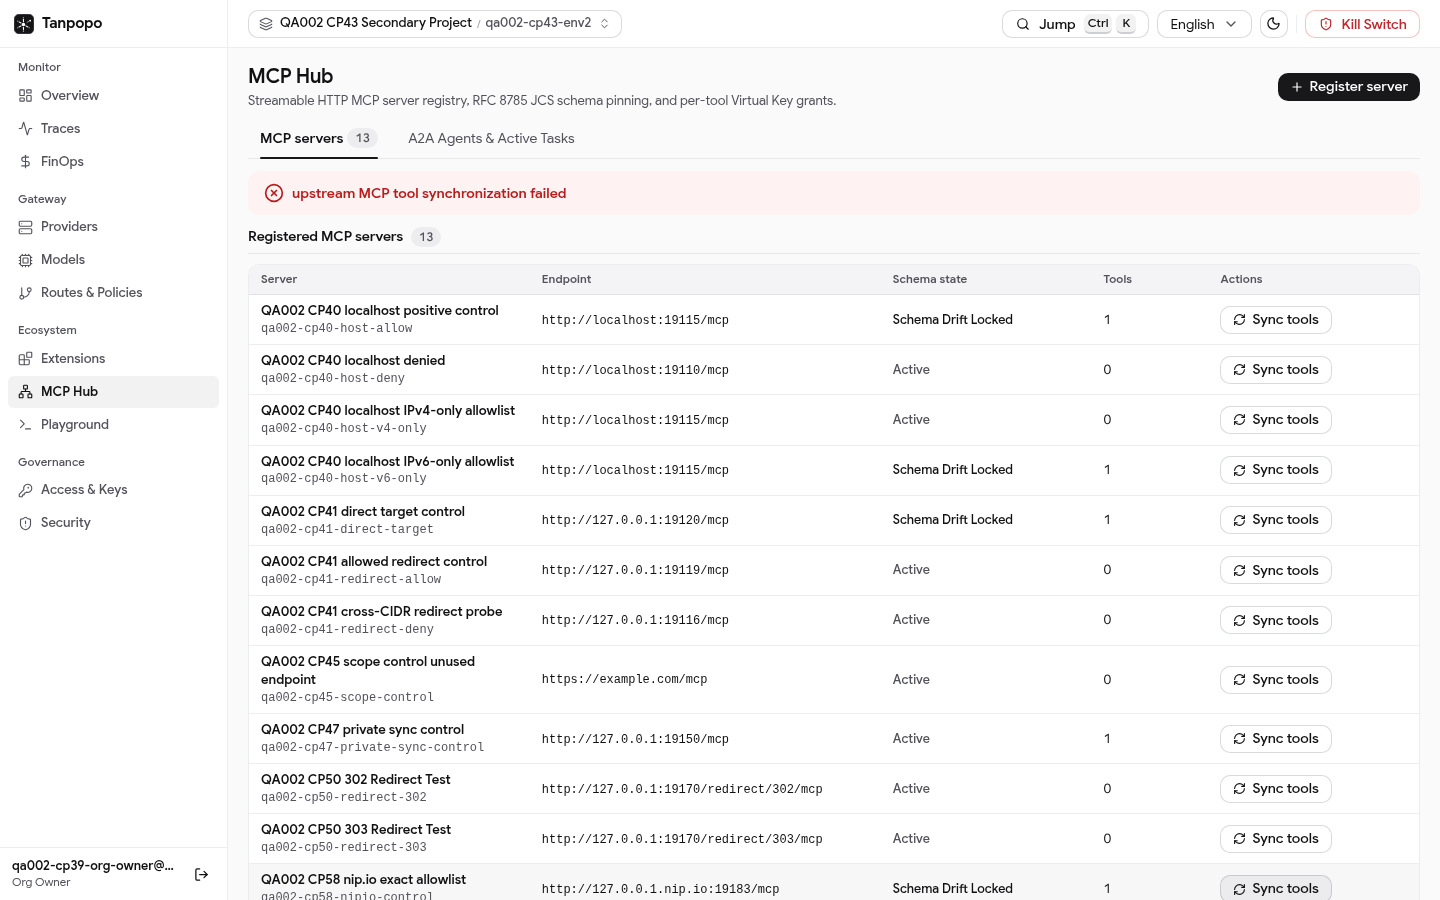 Tanpopo
QA002 CP43 Secondary Project / qa002-cp43-env2
Jump Ctrl K
English
Kill Switch
Monitor
Overview
Traces
FinOps
Gateway
Providers
Models
Routes & Policies
Ecosystem
Extensions
MCP Hub
Playground
Governance
Access & Keys
Security
qa002-cp39-org-owner@...
Org Owner
MCP Hub
Streamable HTTP MCP server registry, RFC 8785 JCS schema pinning, and per-tool Virtual Key grants.
Register server
MCP servers 13 A2A Agents & Active Tasks
upstream MCP tool synchronization failed
Registered MCP servers 13
Server Endpoint Schema state Tools Actions
QA002 CP40 localhost positive control
qa002-cp40-host-allow
http://localhost:19115/mcp Schema Drift Locked 1 Sync tools
QA002 CP40 localhost denied
qa002-cp40-host-deny
http://localhost:19110/mcp Active 0 Sync tools
QA002 CP40 localhost IPv4-only allowlist
qa002-cp40-host-v4-only
http://localhost:19115/mcp Active 0 Sync tools
QA002 CP40 localhost IPv6-only allowlist
qa002-cp40-host-v6-only
http://localhost:19115/mcp Schema Drift Locked 1 Sync tools
QA002 CP41 direct target control
qa002-cp41-direct-target
http://127.0.0.1:19120/mcp Schema Drift Locked 1 Sync tools
QA002 CP41 allowed redirect control
qa002-cp41-redirect-allow
http://127.0.0.1:19119/mcp Active 0 Sync tools
QA002 CP41 cross-CIDR redirect probe
qa002-cp41-redirect-deny
http://127.0.0.1:19116/mcp Active 0 Sync tools
QA002 CP45 scope control unused
endpoint
qa002-cp45-scope-control
https://example.com/mcp Active 0 Sync tools
QA002 CP47 private sync control
qa002-cp47-private-sync-control
http://127.0.0.1:19150/mcp Active 1 Sync tools
QA002 CP50 302 Redirect Test
qa002-cp50-redirect-302
http://127.0.0.1:19170/redirect/302/mcp Active 0 Sync tools
QA002 CP50 303 Redirect Test
qa002-cp50-redirect-303
http://127.0.0.1:19170/redirect/303/mcp Active 0 Sync tools
QA002 CP58 nip.io exact allowlist
qa002-cp58-nipio-control
http://127.0.0.1.nip.io:19183/mcp Schema Drift Locked 1 Sync tools